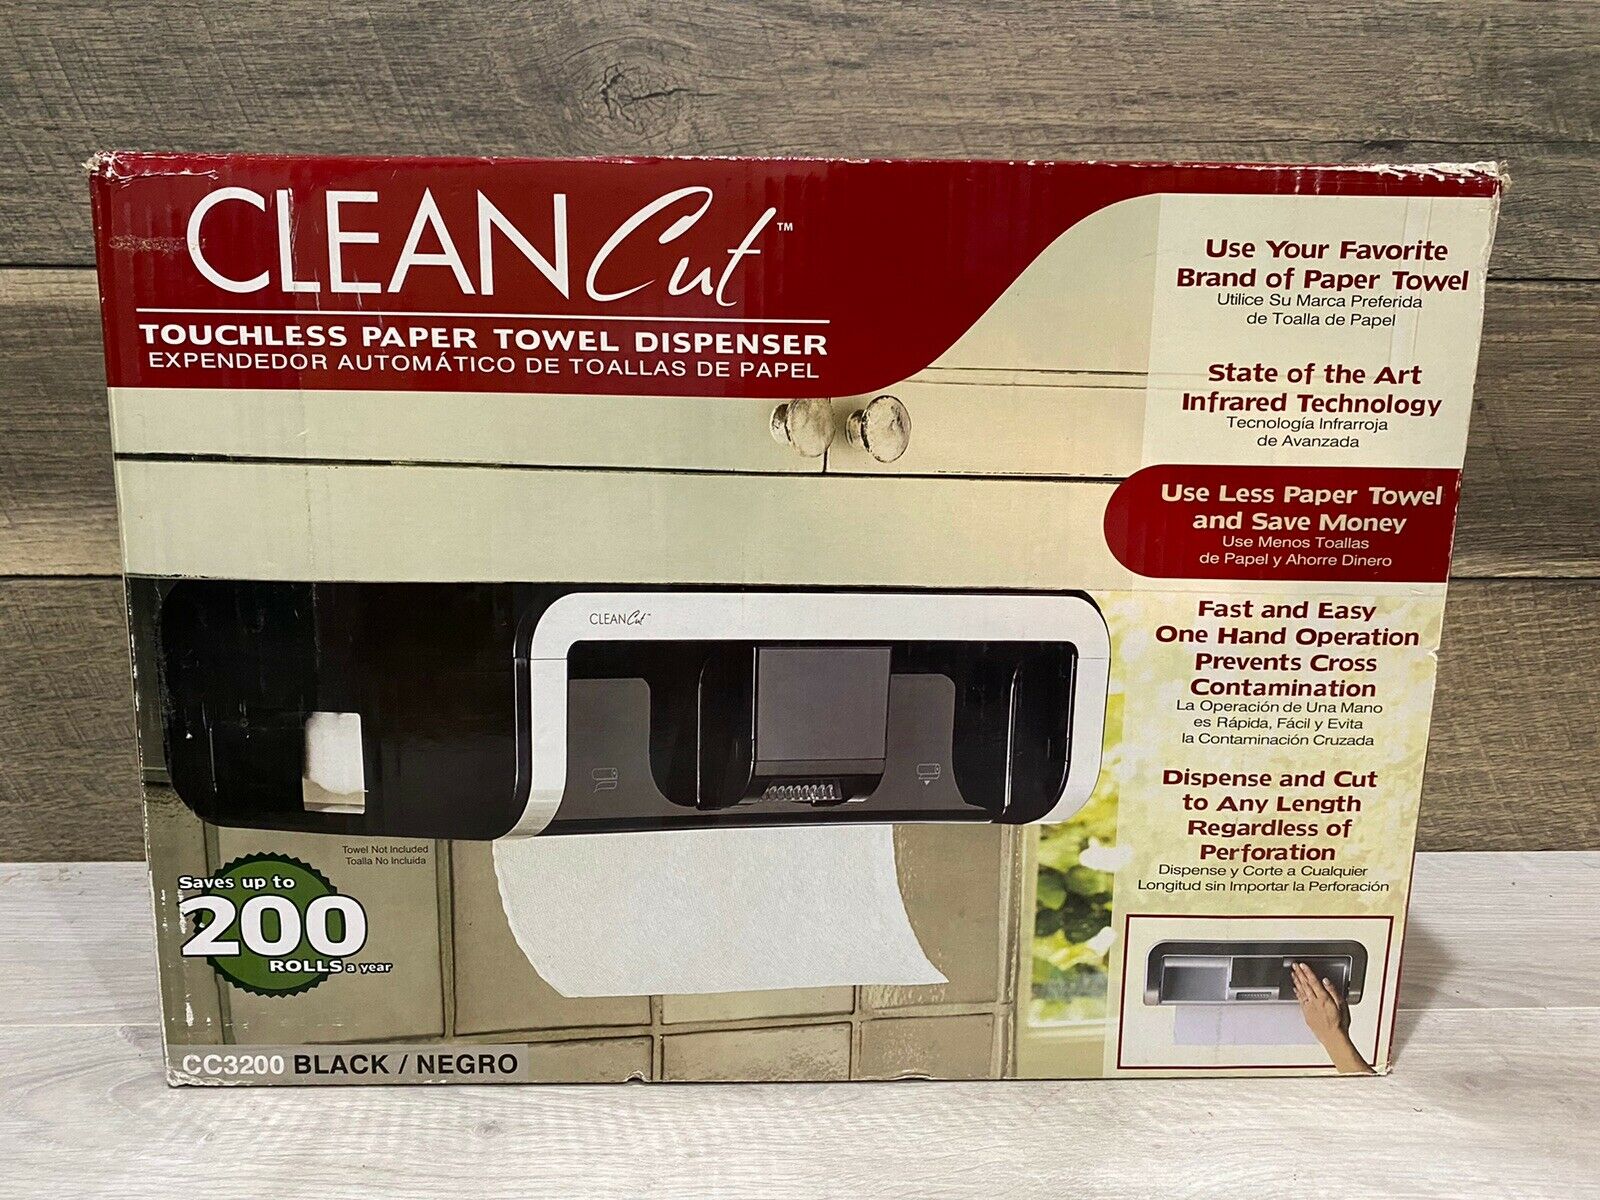 CLEANCut™
TOUCHLESS PAPER TOWEL DISPENSER
EXPENDEDOR AUTOMÁTICO DE TOALLAS DE PAPEL
Use Your Favorite
Brand of Paper Towel
Utilice Su Marca Preferida
de Toalla de Papel
State of the Art
Infrared Technology
Tecnología Infrarroja
de Avanzada
Use Less Paper Towel
and Save Money
Use Menos Toallas
de Papel y Ahorre Dinero
Fast and Easy
One Hand Operation
Prevents Cross
Contamination
La Operación de Una Mano
es Rápida, Fácil y Evita
la Contaminación Cruzada
Dispense and Cut
to Any Length
Regardless of
Perforation
Dispense y Corte a Cualquier
Longitud sin Importar la Perforación
CLEANCut™
Towel Not Included
Toalla No Incluida
Saves up to
200
ROLLS a year
CC3200 BLACK / NEGRO